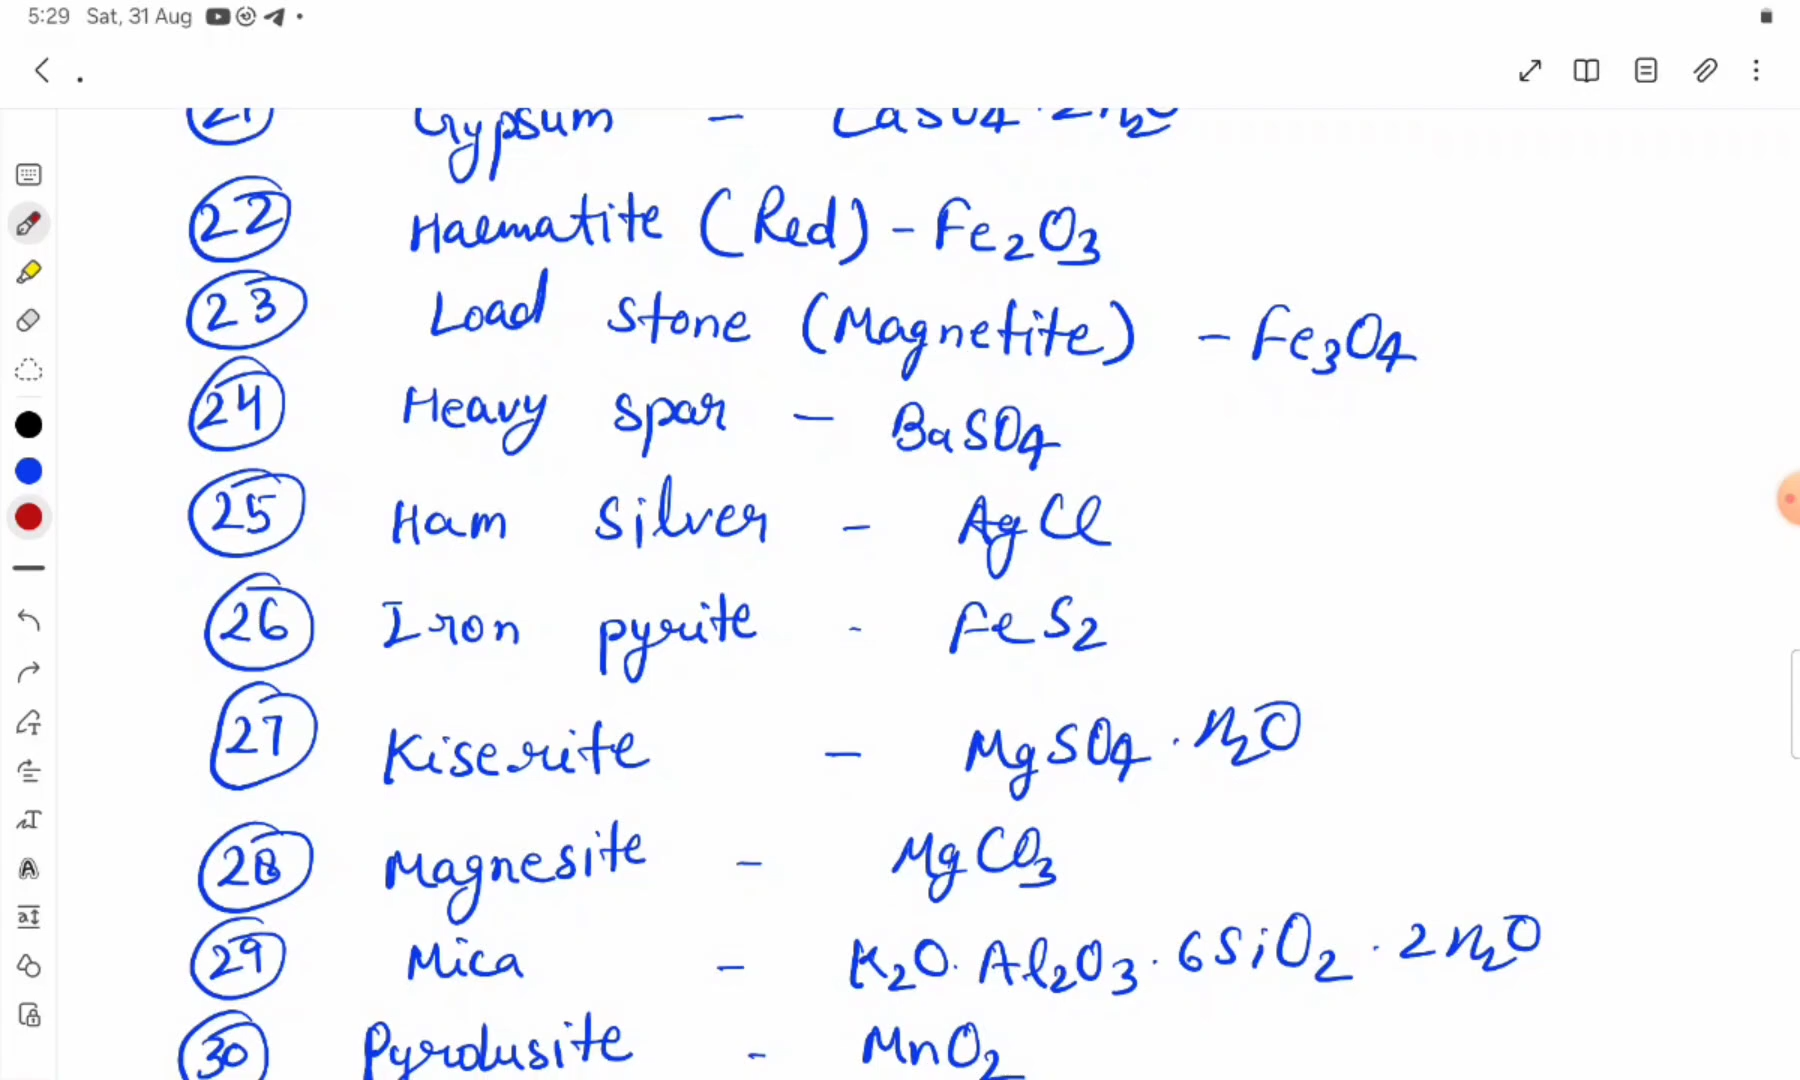 5:29 Sat, 31 Aug
.
21 Gypsum - CaSO4·2H2O
22 Haematite (Red) - Fe2O3
23 Load stone (Magnetite) - Fe3O4
24 Heavy spar - BaSO4
25 Ham silver - AgCl
26 Iron pyrite - FeS2
27 Kiserite - MgSO4·H2O
28 Magnesite - MgCO3
29 Mica - K2O·Al2O3·6SiO2·2H2O
30 Pyrolusite - MnO2